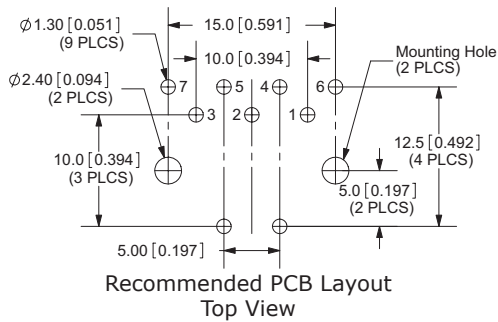 Ø1.30 [0.051]
(9 PLCS)
15.0 [0.591]
10.0 [0.394]
Mounting Hole
(2 PLCS)
Ø2.40 [0.094]
(2 PLCS)
7
5
4
6
3
2
1
10.0 [0.394]
(3 PLCS)
12.5 [0.492]
(4 PLCS)
5.0 [0.197]
(2 PLCS)
5.00 [0.197]
Recommended PCB Layout
Top View